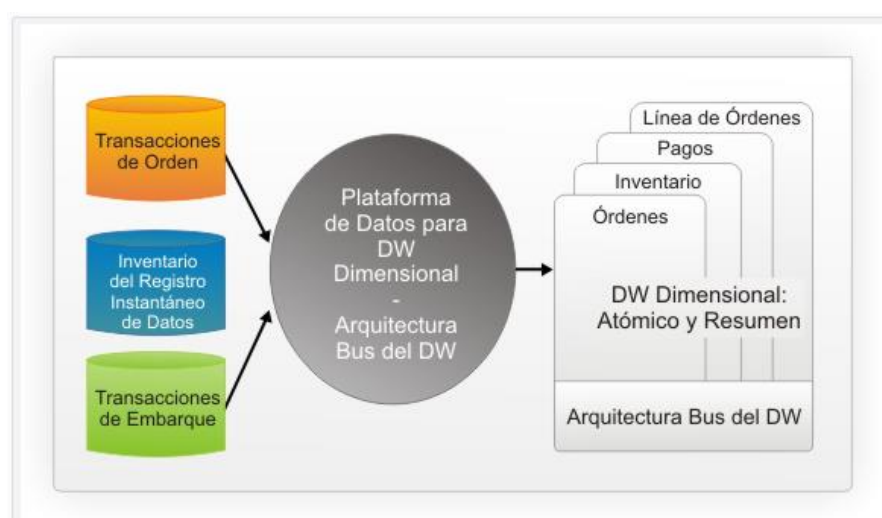 Transacciones
de Orden
Inventario
del Registro
Instantáneo
de Datos
Transacciones
de Embarque
Plataforma
de Datos para
DW
Dimensional
-
Arquitectura
Bus del DW
Línea de Órdenes
Pagos
Inventario
Órdenes
DW Dimensional:
Atómico y Resumen
Arquitectura Bus del DW